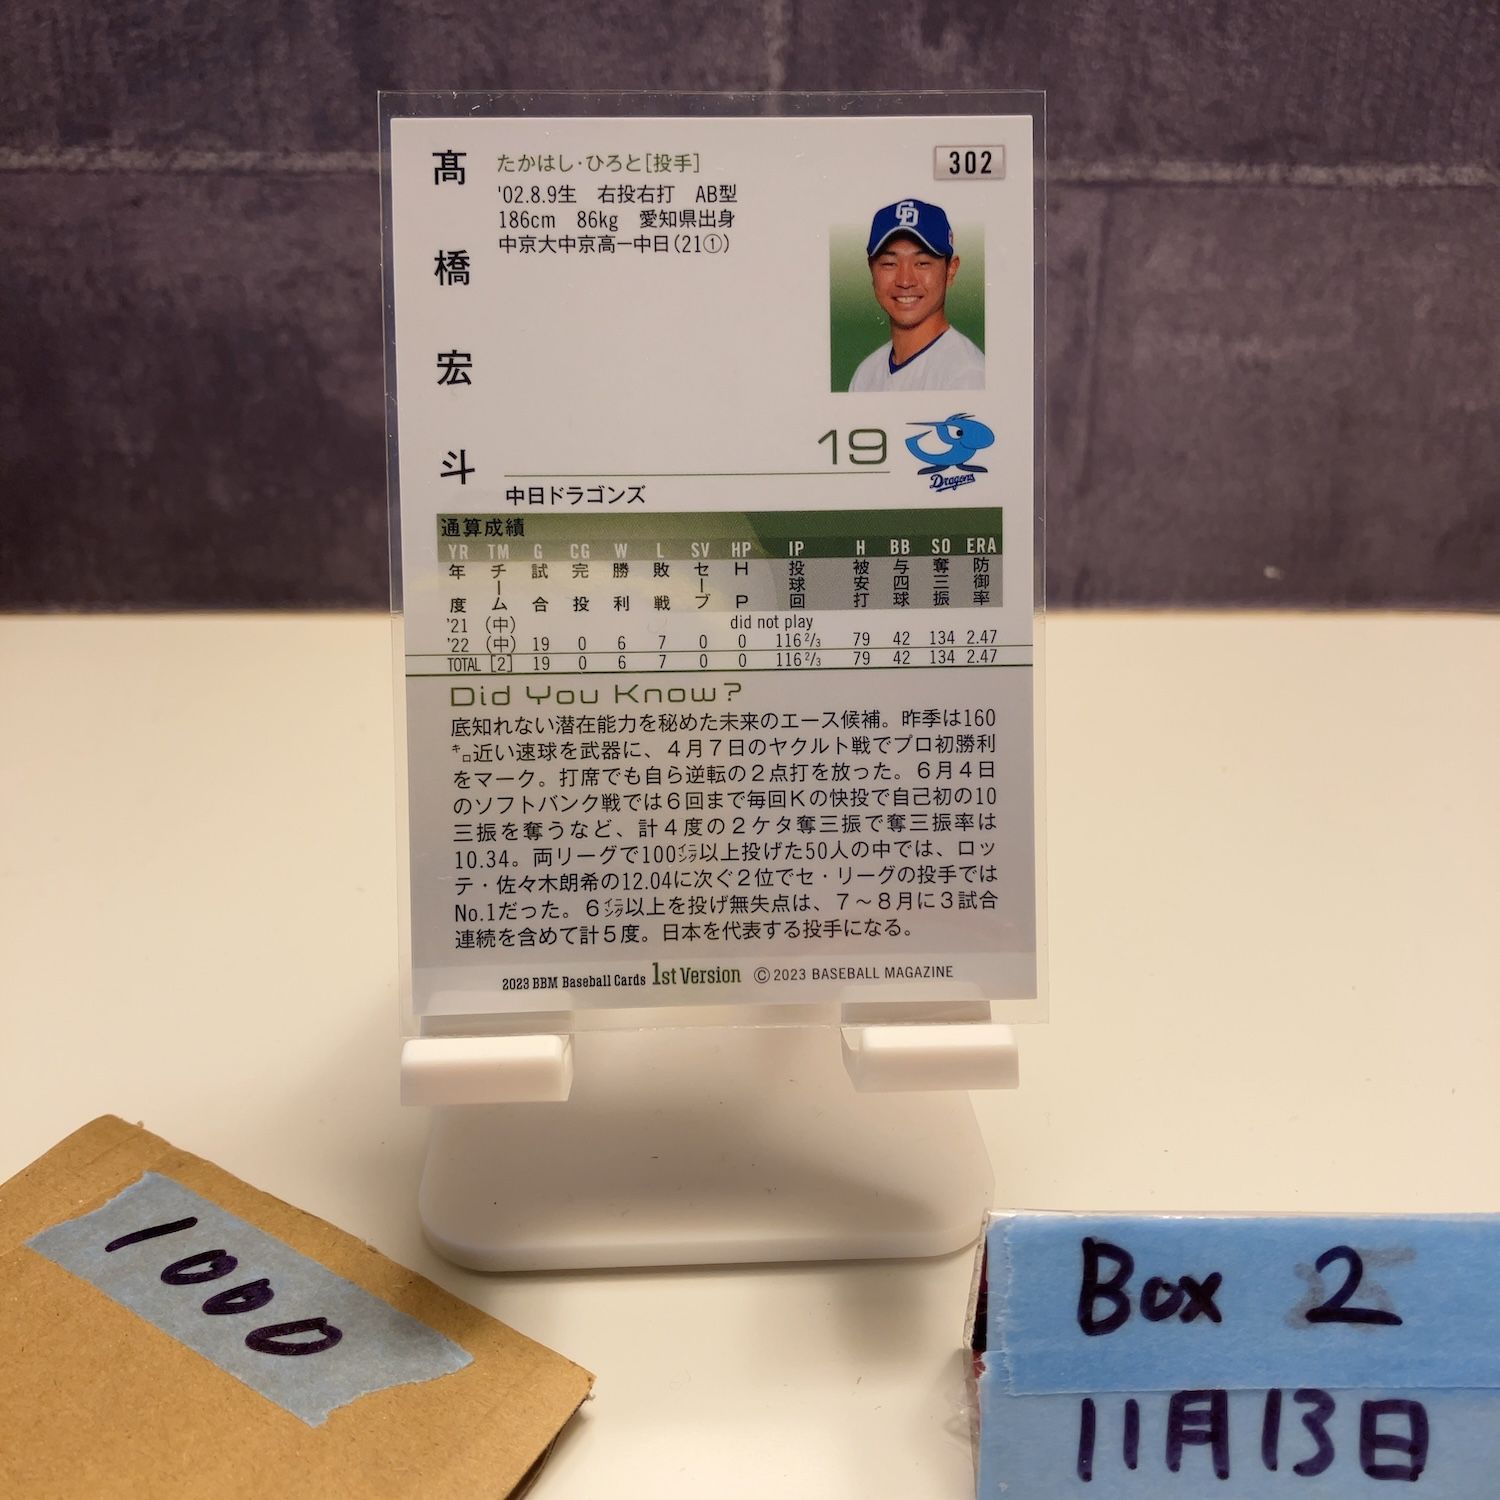 髙橋宏斗
たかはし・ひろと[投手]
'02.8.9生 右投右打 AB型
186cm 86kg 愛知県出身
中京大中京高ー中日(21①)
302
CD
19
Dragons
中日ドラゴンズ
通算成績
YR TM G CG W L SV HP IP H BB SO ERA
年度 チーム 試合 完投 勝利 敗戦 セーブ HP 投球回 被安打 与四球 奪三振 防御率
'21 (中) did not play
'22 (中) 19 0 6 7 0 0 116 2/3 79 42 134 2.47
TOTAL [2] 19 0 6 7 0 0 116 2/3 79 42 134 2.47
Did You Know?
底知れない潜在能力を秘めた未来のエース候補。昨季は160
キロ近い速球を武器に、4月7日のヤクルト戦でプロ初勝利
をマーク。打席でも自ら逆転の2点打を放った。6月4日
のソフトバンク戦では6回まで毎回Kの快投で自己初の10
三振を奪うなど、計4度の2ケタ奪三振で奪三振率は
10.34。両リーグで100イニング以上投げた50人の中では、ロッ
テ・佐々木朗希の12.04に次ぐ2位でセ・リーグの投手では
No.1だった。6イニング以上を投げ無失点は、7～8月に3試合
連続を含めて計5度。日本を代表する投手になる。
2023 BBM Baseball Cards 1st Version ©2023 BASEBALL MAGAZINE
1000
Box 2
11月13日